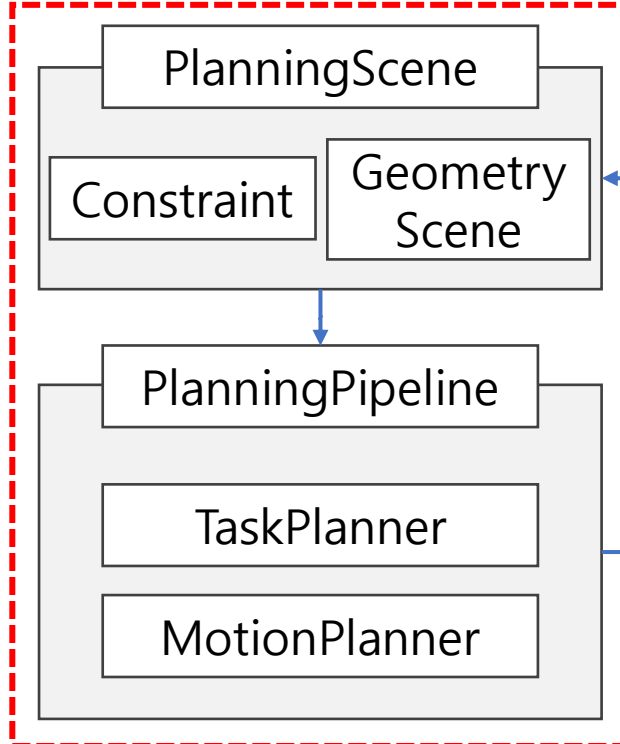 PlanningScene
Constraint
Geometry
Scene
PlanningPipeline
TaskPlanner
MotionPlanner